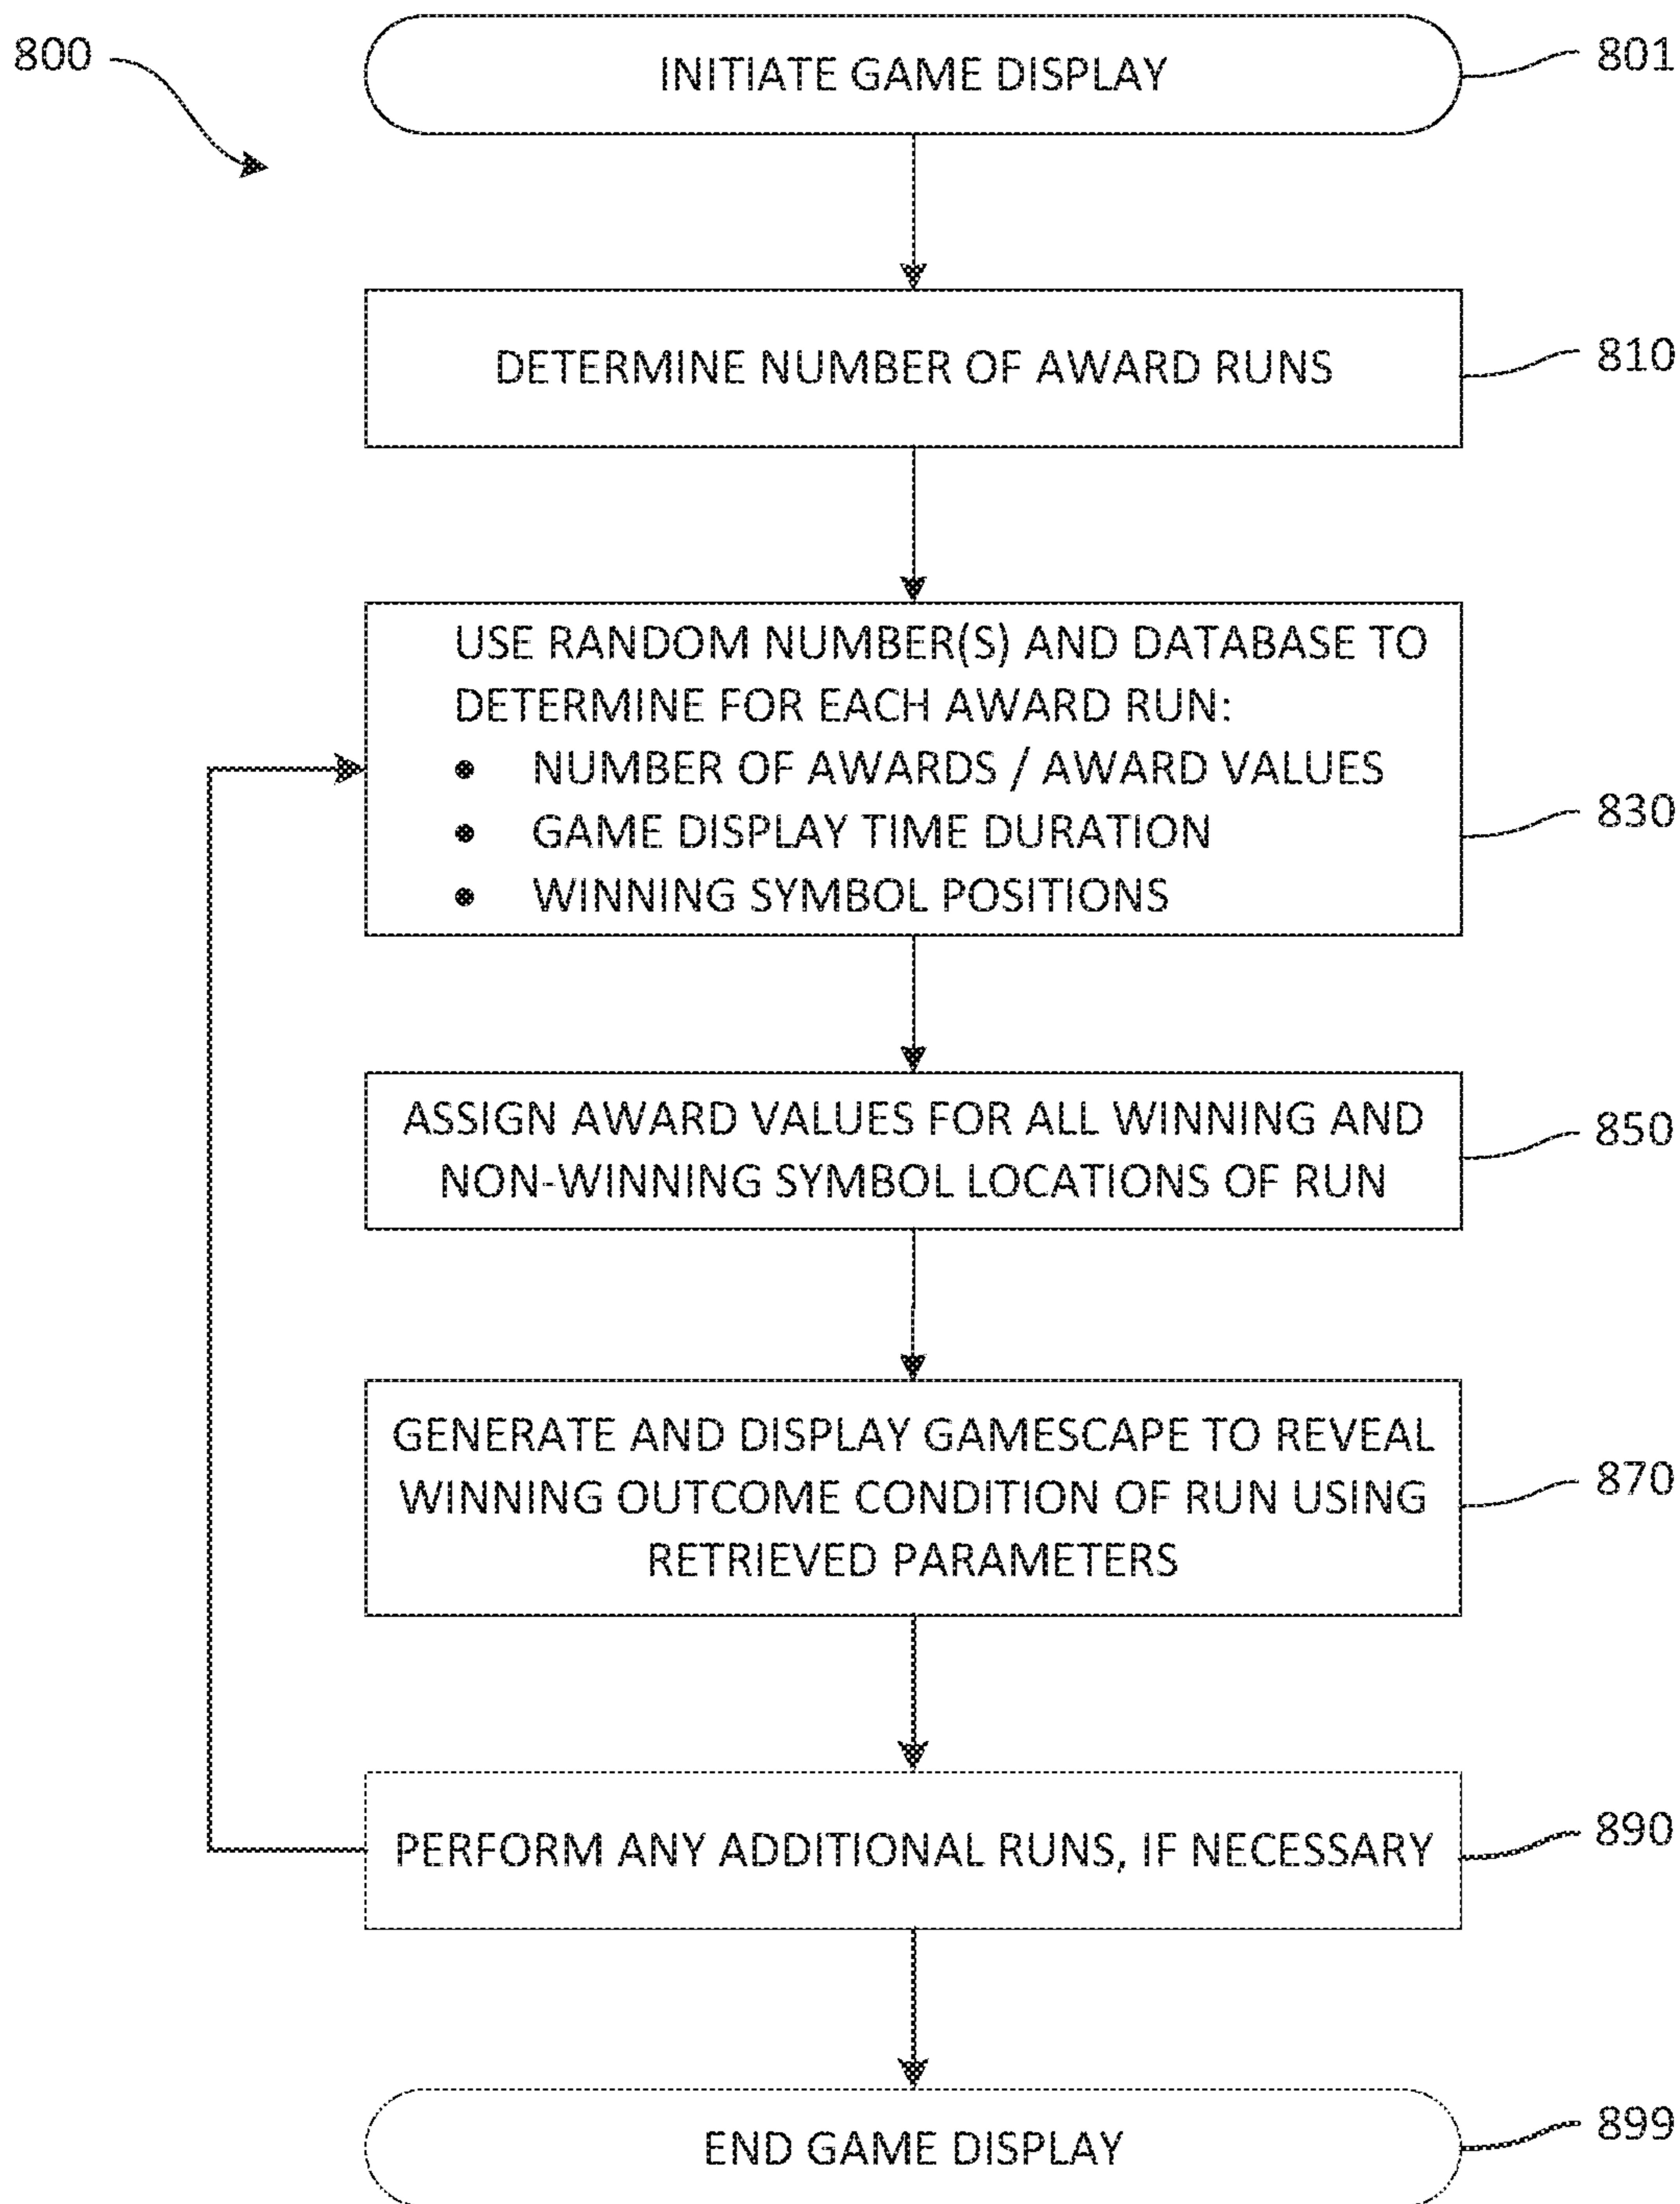 800
INITIATE GAME DISPLAY
801
DETERMINE NUMBER OF AWARD RUNS
810
USE RANDOM NUMBER(S) AND DATABASE TO
DETERMINE FOR EACH AWARD RUN:
• NUMBER OF AWARDS / AWARD VALUES
• GAME DISPLAY TIME DURATION
• WINNING SYMBOL POSITIONS
830
ASSIGN AWARD VALUES FOR ALL WINNING AND
NON-WINNING SYMBOL LOCATIONS OF RUN
850
GENERATE AND DISPLAY GAMESCAPE TO REVEAL
WINNING OUTCOME CONDITION OF RUN USING
RETRIEVED PARAMETERS
870
PERFORM ANY ADDITIONAL RUNS, IF NECESSARY
890
END GAME DISPLAY
899